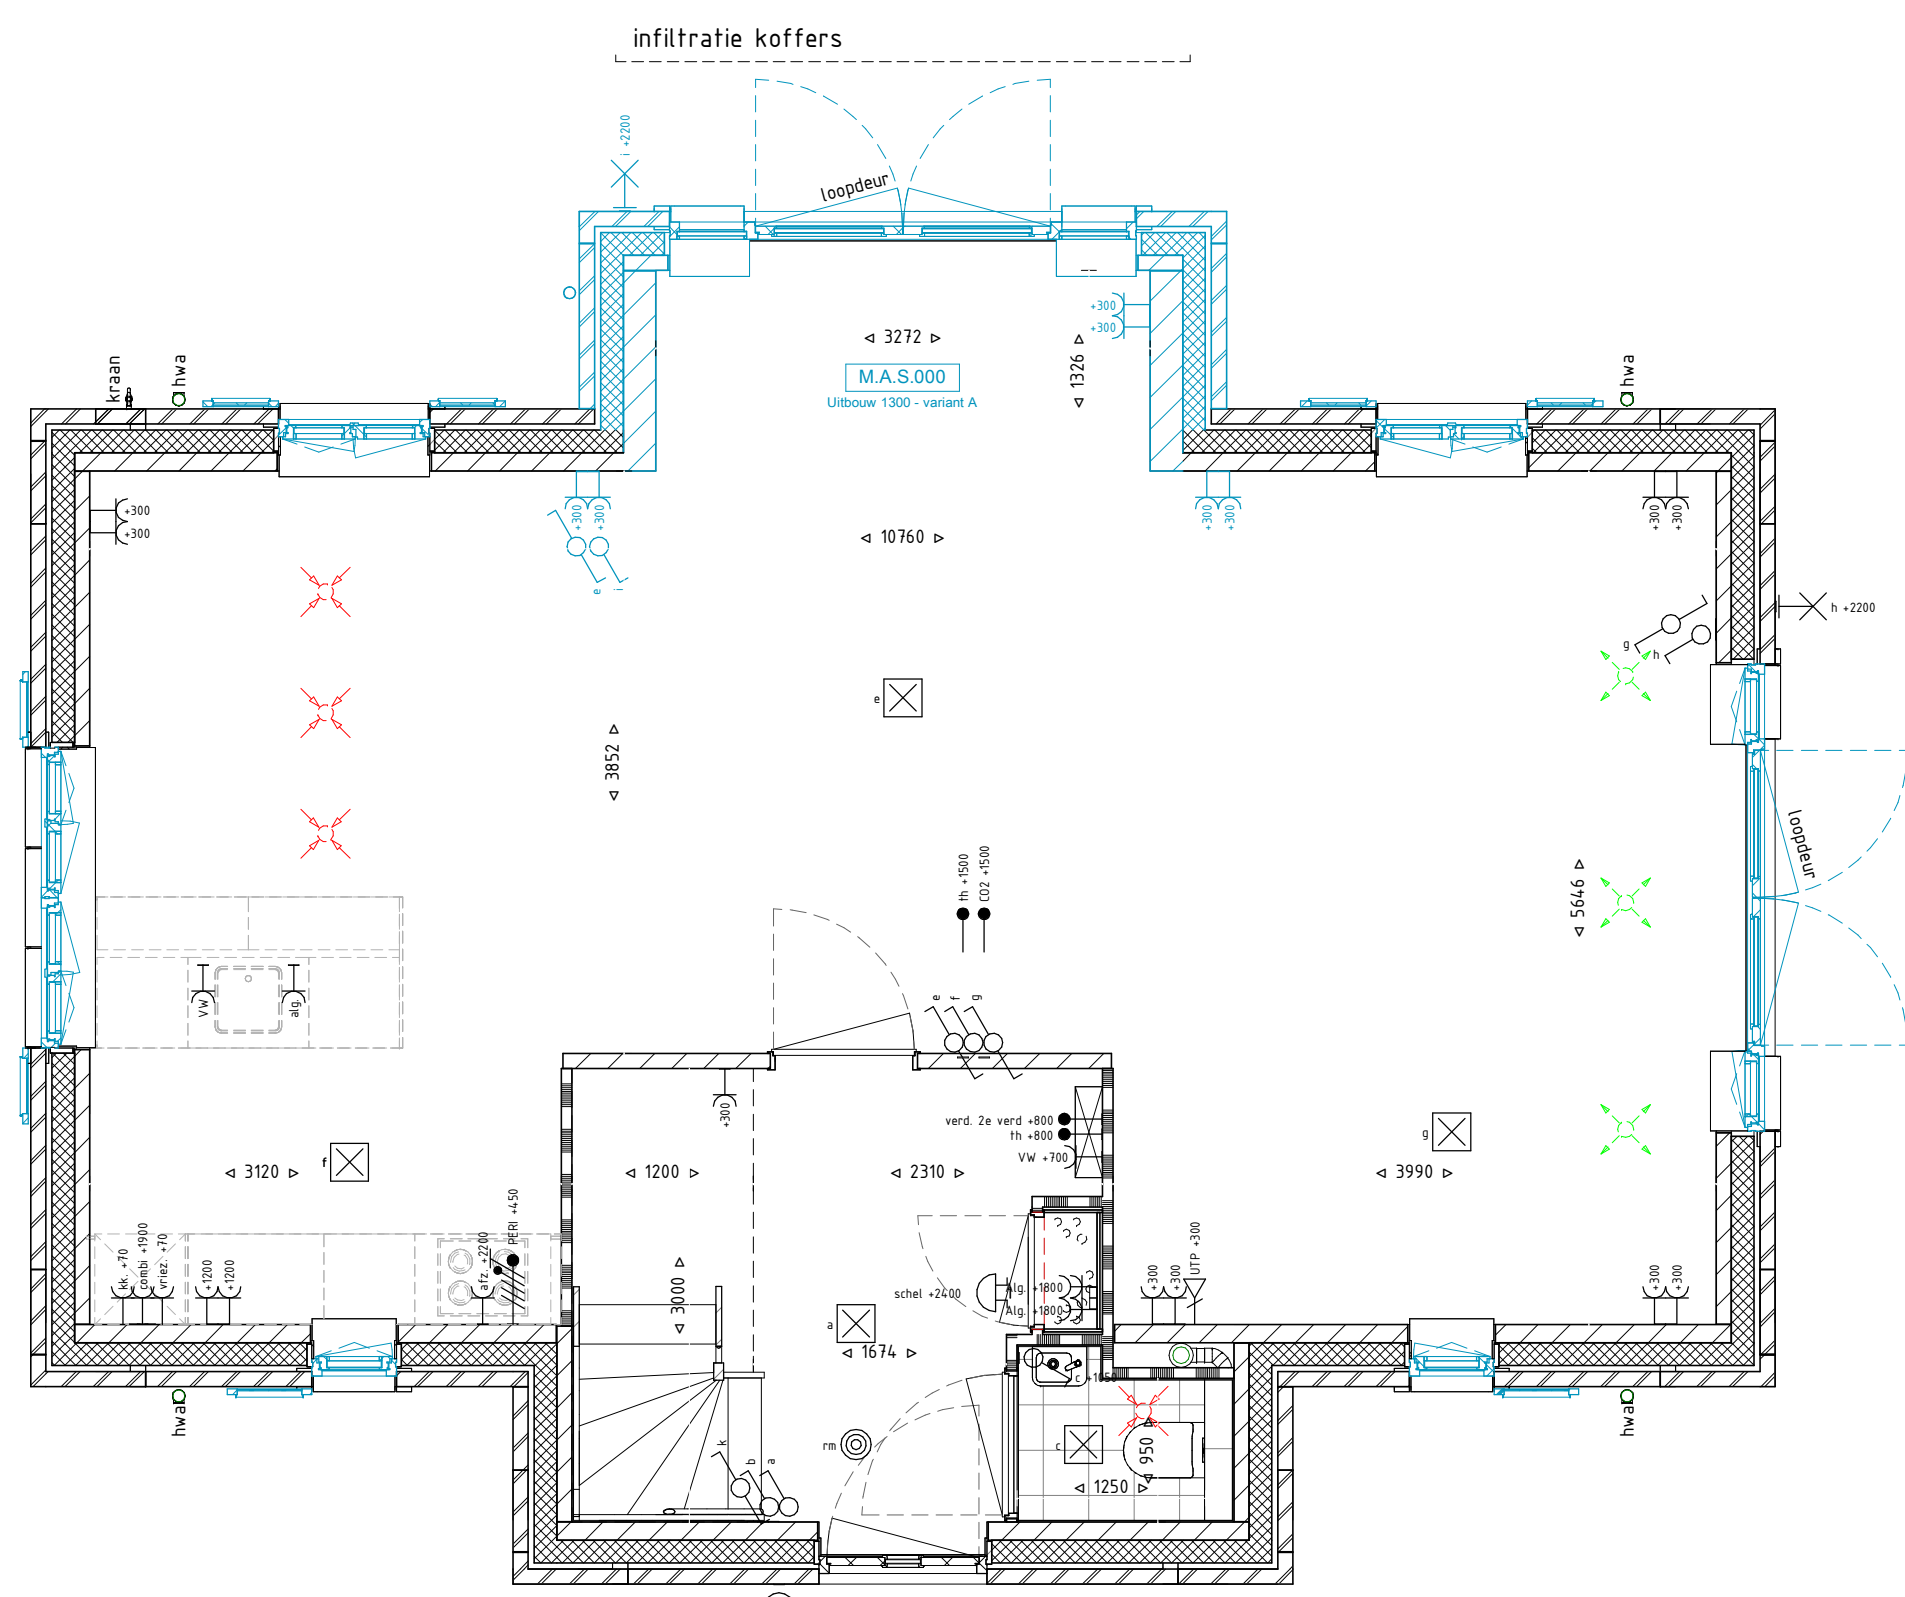 infiltratie koffers
i +2200
loopdeur
kraan
hwa
+300
+300
3272
1326
M.A.S.000
Uitbouw 1300 - variant A
hwa
+300
+300
+300
+300
e
i
10760
+300
+300
+300
+300
h +2200
g
h
e
3852
loopdeur
th +1500
CO2 +1500
5646
VW
alg.
e
f
g
+300
verd. 2e verd +800
th +800
VW +700
g
3120
f
1200
2310
3990
kk. +70
combi +1900
vriez. +70
+1200
+1200
afz. +2200
PERI +450
3000
schel +2400
Alg. +1800
Alg. +1800
+300
+300
UTP +300
+300
+300
a
1674
c +1050
hwa
hwa
k
b
a
rm
c
950
1250